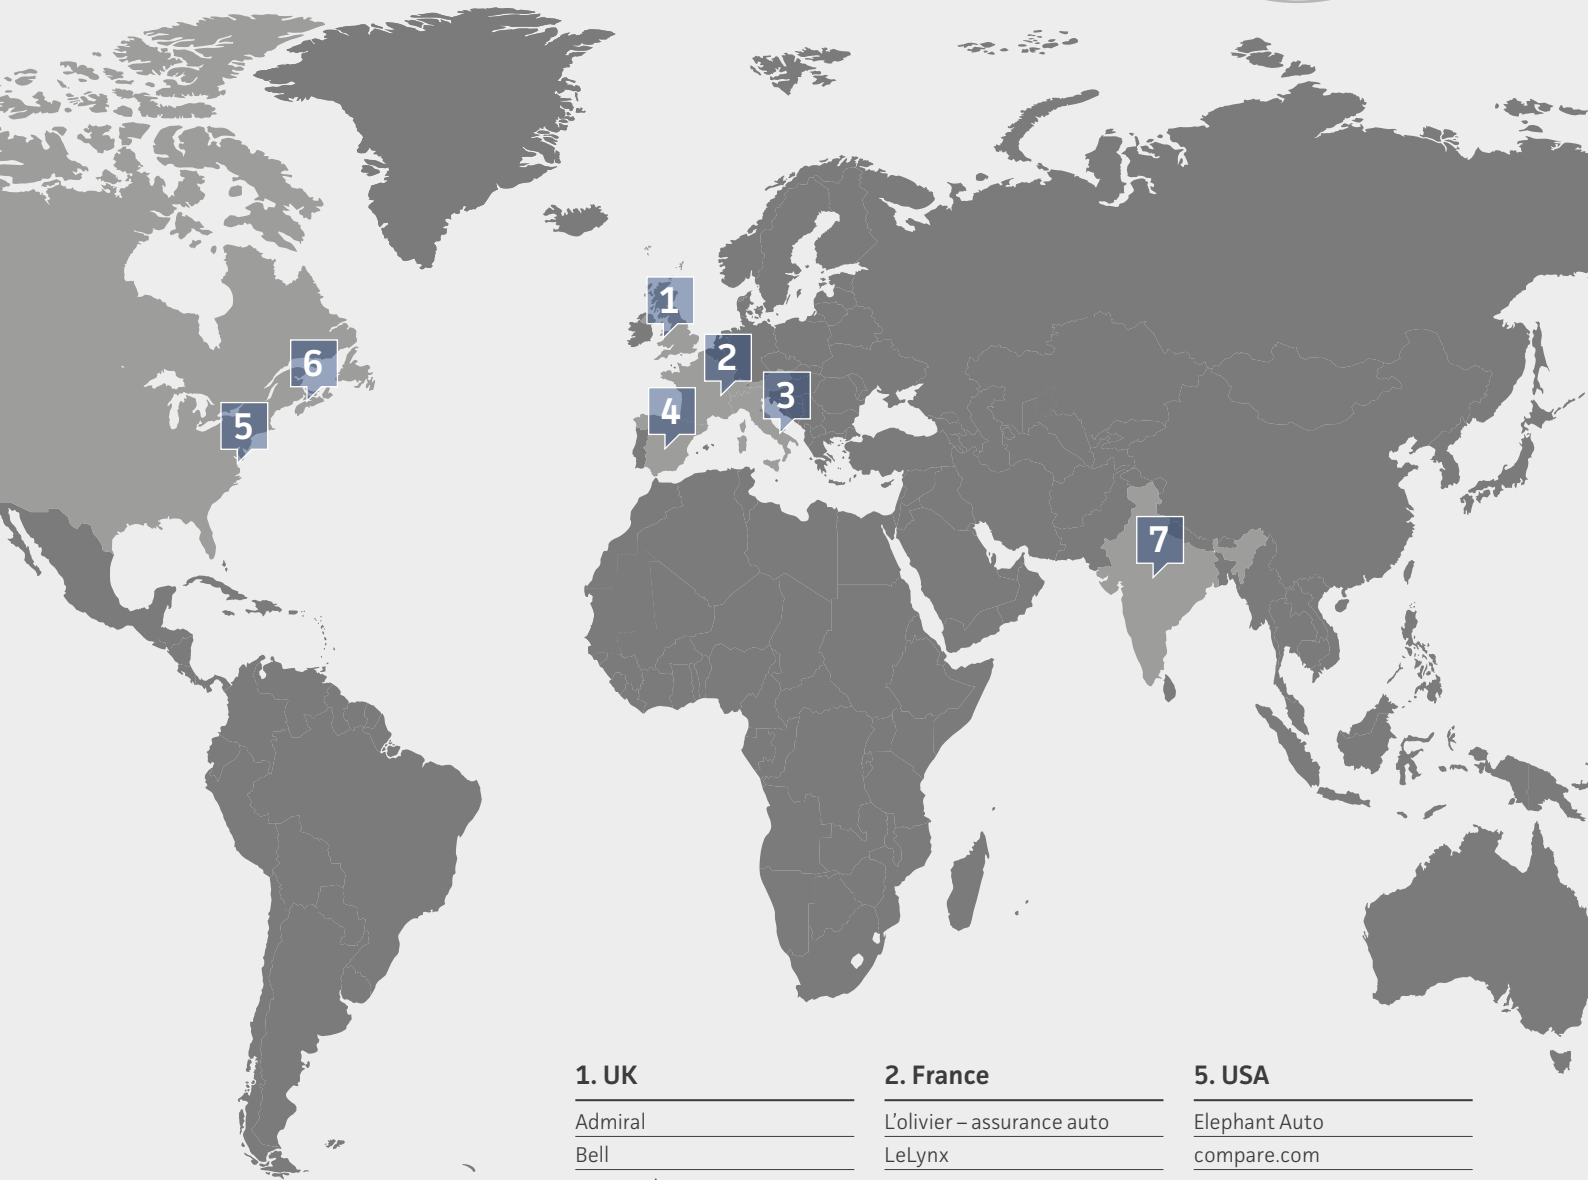 1
2
3
4
5
6
7
1. UK
Admiral
Bell
2. France
L'olivier – assurance auto
LeLynx
5. USA
Elephant Auto
compare.com